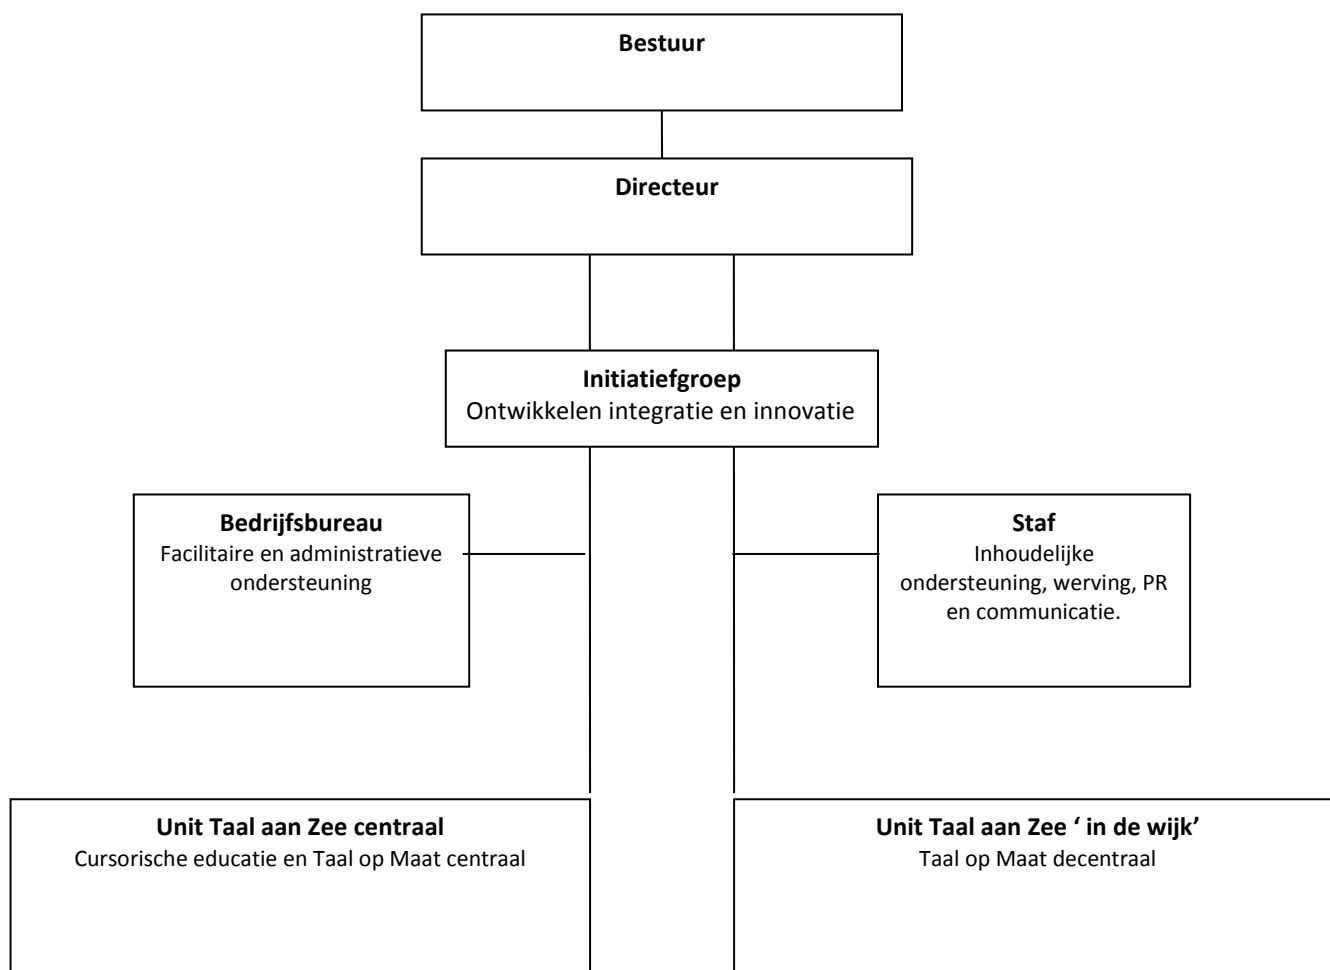 Bestuur
Directeur
Initiatiefgroep
Ontwikkelen integratie en innovatie
Bedrijfsbureau
Facilitaire en administratieve
ondersteuning
Staf
Inhoudelijke
ondersteuning, werving, PR
en communicatie.
Unit Taal aan Zee centraal
Cursorische educatie en Taal op Maat centraal
Unit Taal aan Zee ‘ in de wijk’
Taal op Maat decentraal